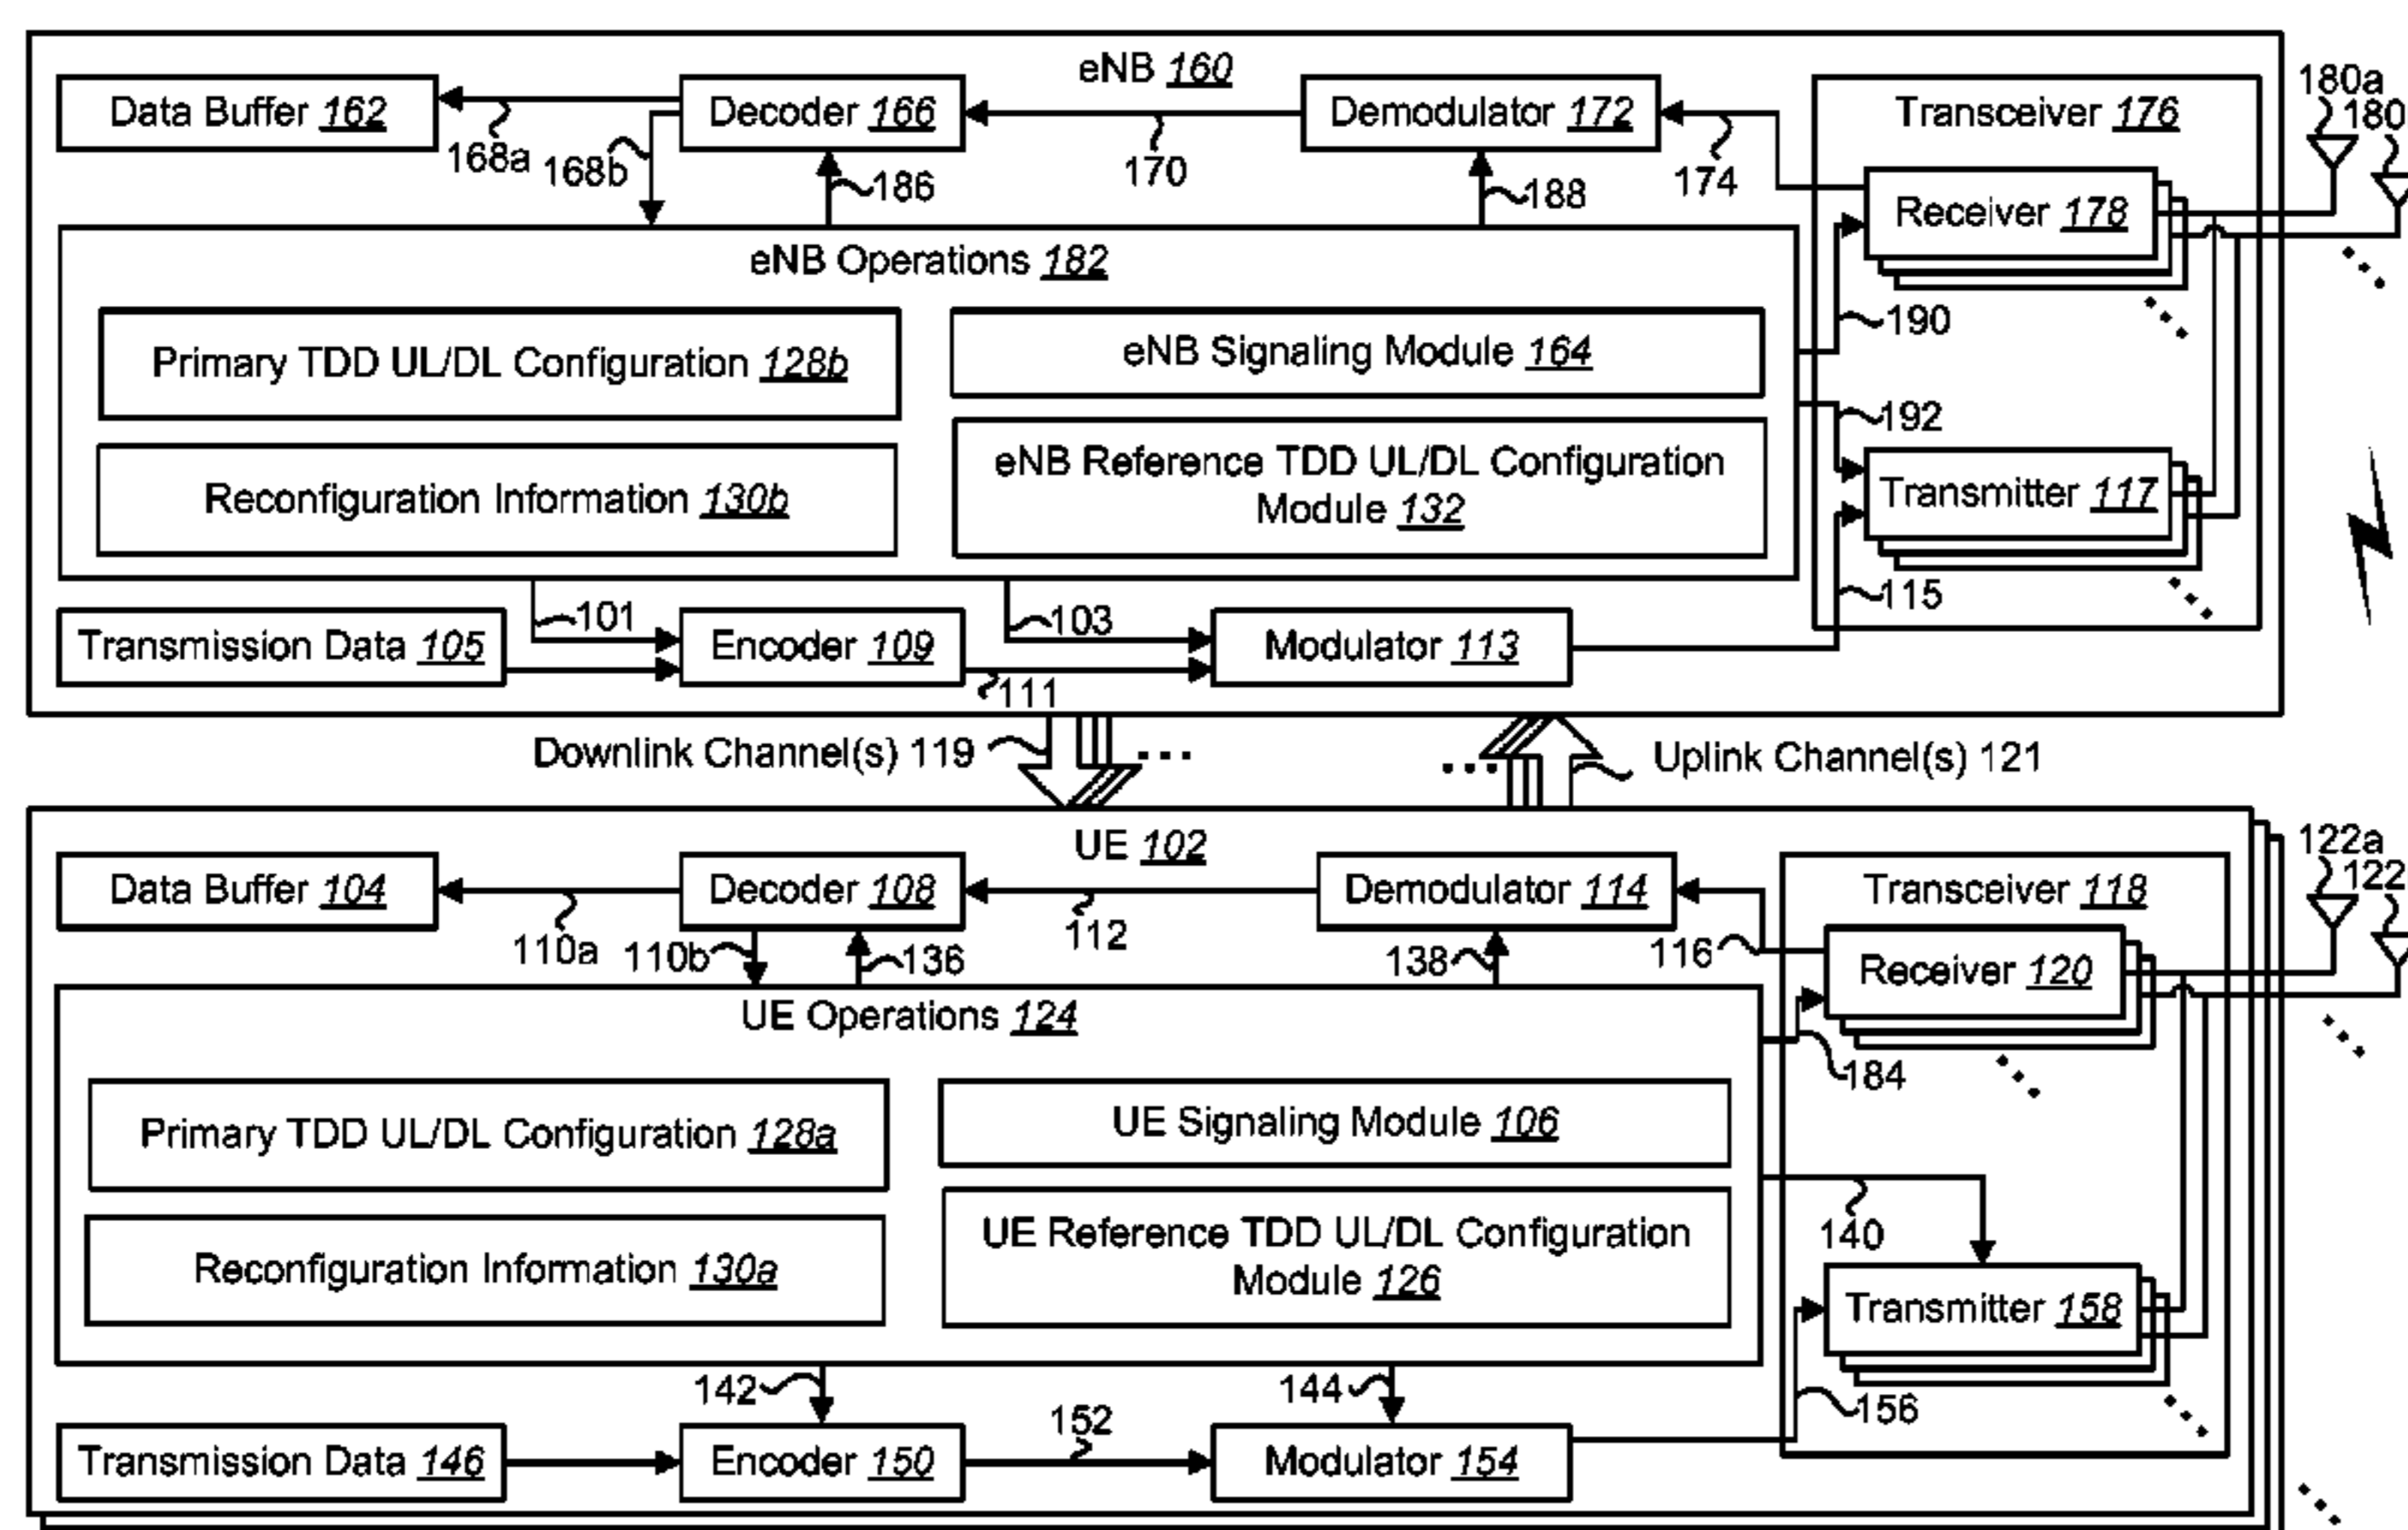 eNB 160
180a
180
Data Buffer 162
Decoder 166
Demodulator 172
Transceiver 176
168a
168b
186
170
188
174
Receiver 178
eNB Operations 182
190
Primary TDD UL/DL Configuration 128b
eNB Signaling Module 164
192
Reconfiguration Information 130b
eNB Reference TDD UL/DL Configuration
Module 132
Transmitter 117
115
101
103
Transmission Data 105
Encoder 109
Modulator 113
111
Downlink Channel(s) 119
Uplink Channel(s) 121
UE 102
122a
122
Data Buffer 104
Decoder 108
Demodulator 114
Transceiver 118
110a
110b
136
112
138
116
Receiver 120
UE Operations 124
184
Primary TDD UL/DL Configuration 128a
UE Signaling Module 106
140
Reconfiguration Information 130a
UE Reference TDD UL/DL Configuration
Module 126
Transmitter 158
142
144
152
156
Transmission Data 146
Encoder 150
Modulator 154